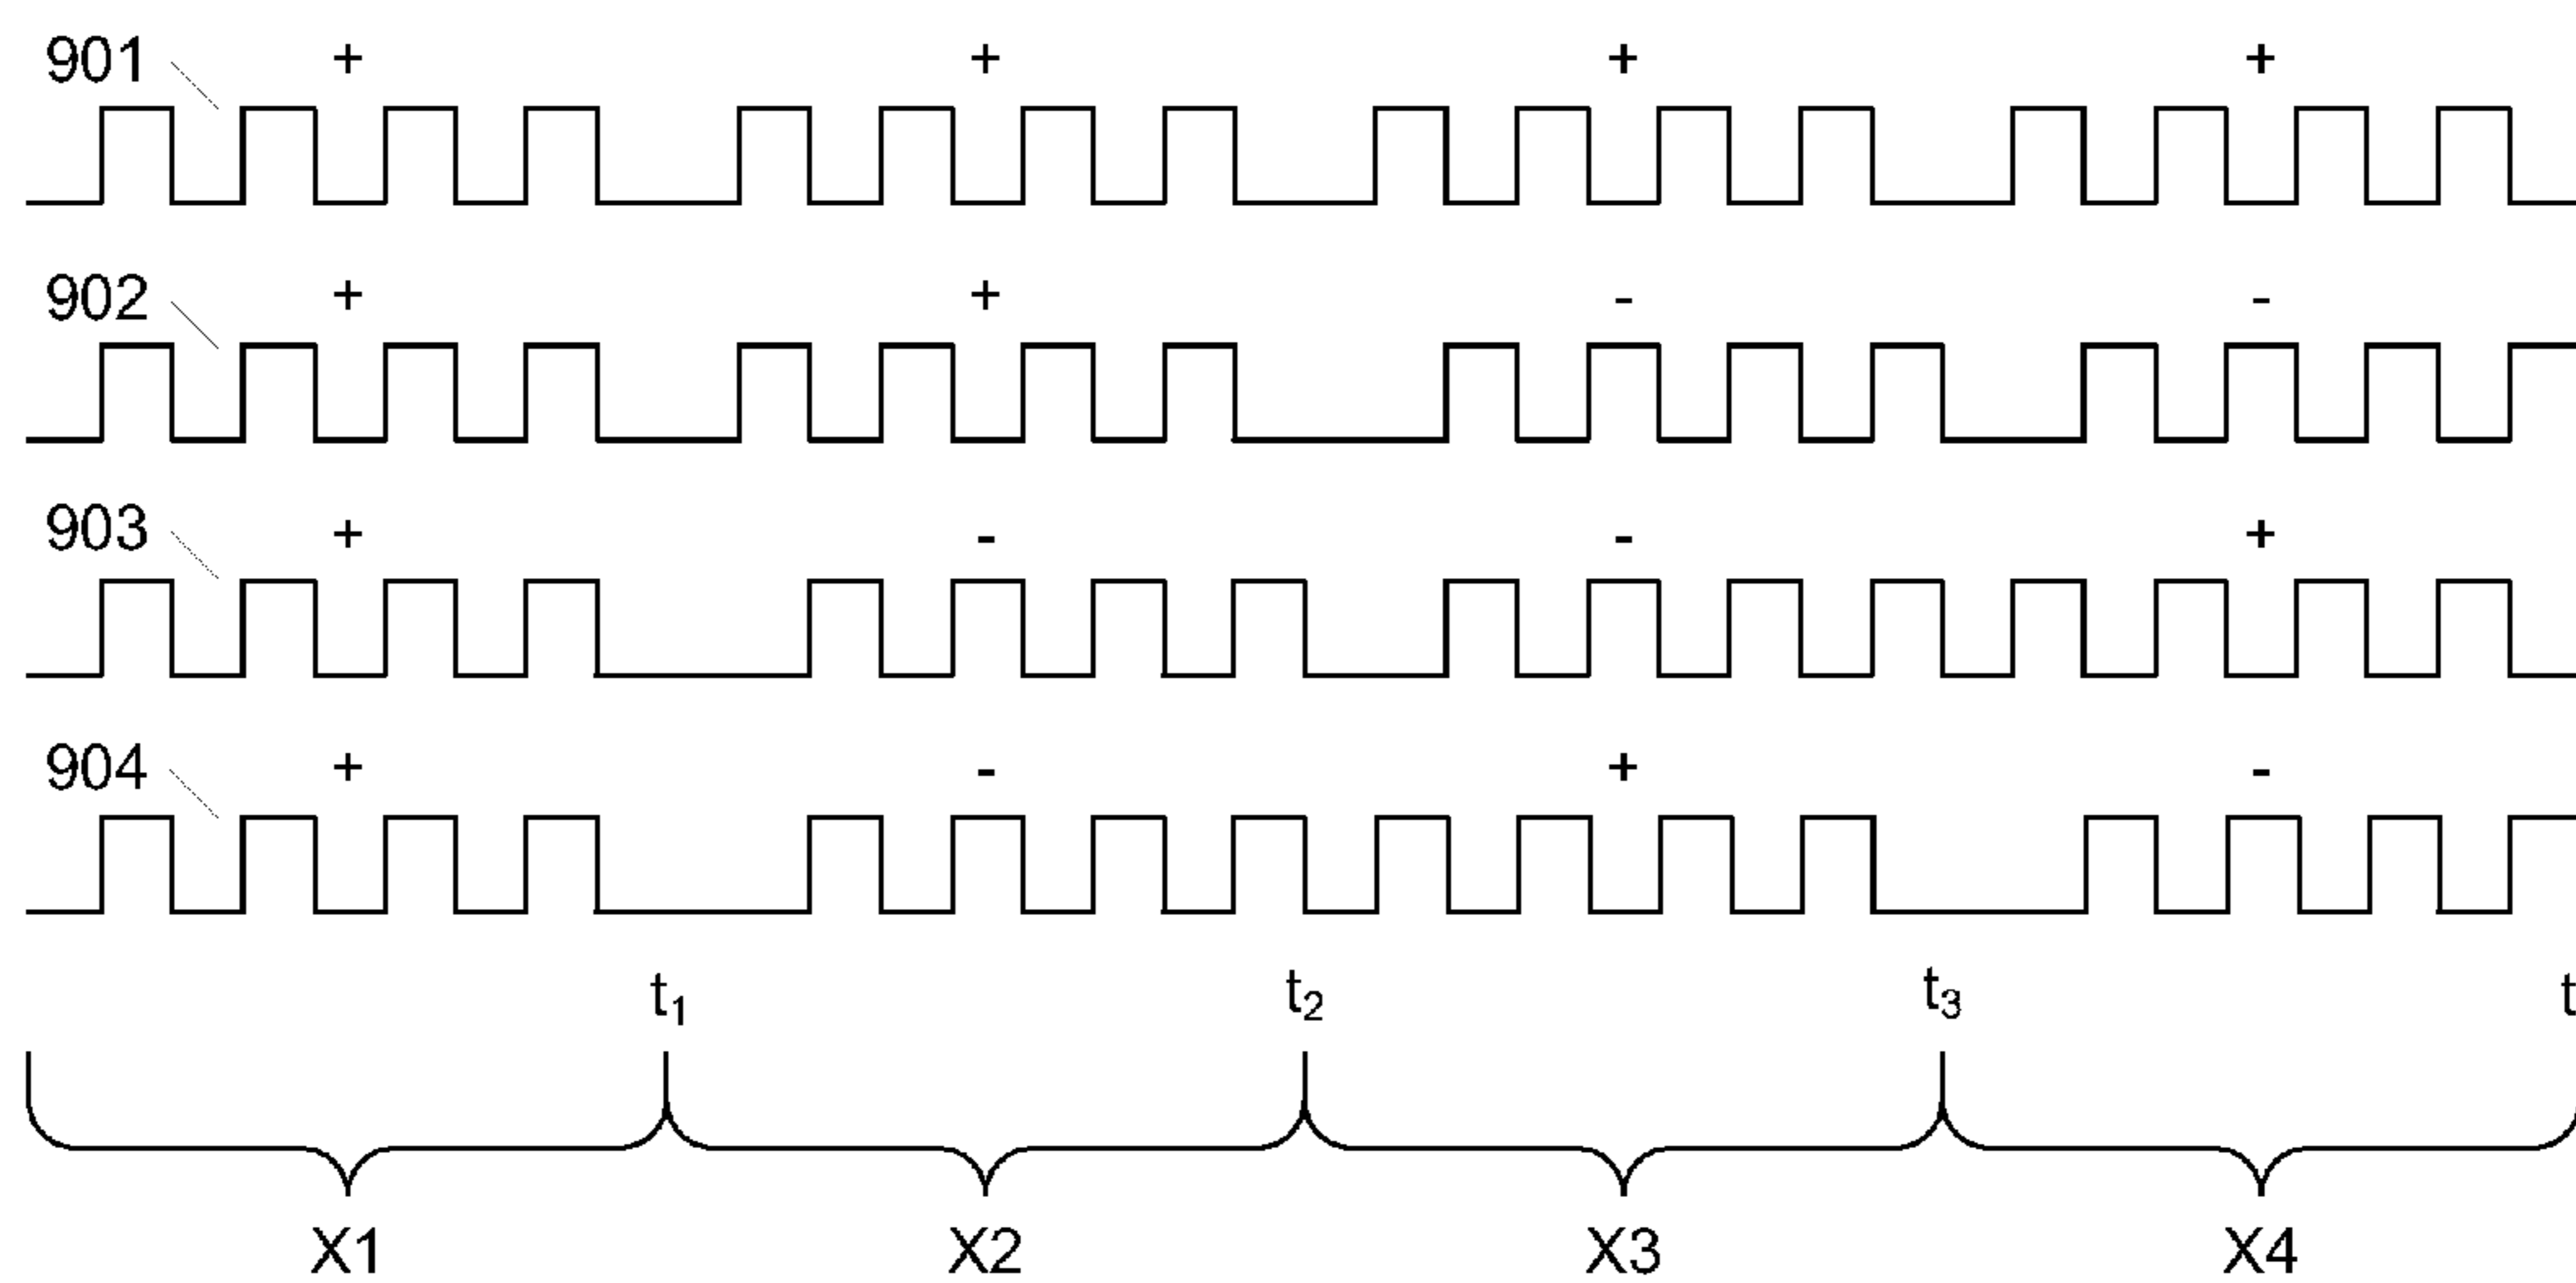 901 + + + +
902 + + - -
903 + - - +
904 + - + -
t₁ t₂ t₃ t
X1 X2 X3 X4